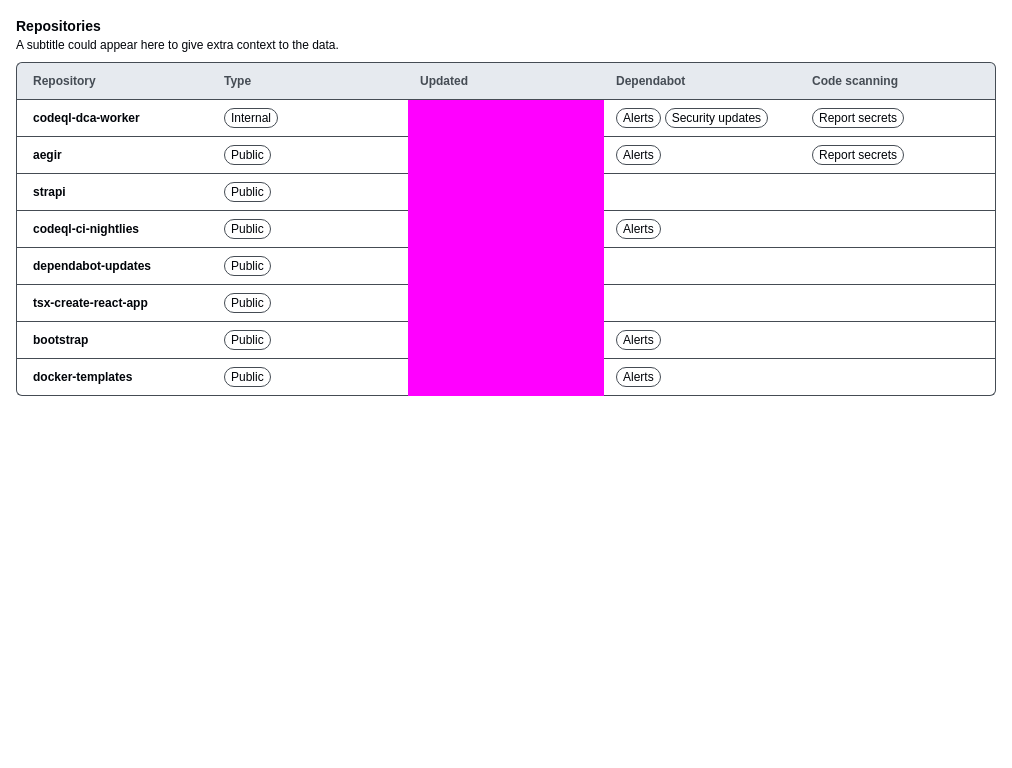 Repositories
A subtitle could appear here to give extra context to the data.
Repository Type Updated Dependabot Code scanning
codeql-dca-worker Internal Alerts Security updates Report secrets
aegir Public Alerts Report secrets
strapi Public
codeql-ci-nightlies Public Alerts
dependabot-updates Public
tsx-create-react-app Public
bootstrap Public Alerts
docker-templates Public Alerts